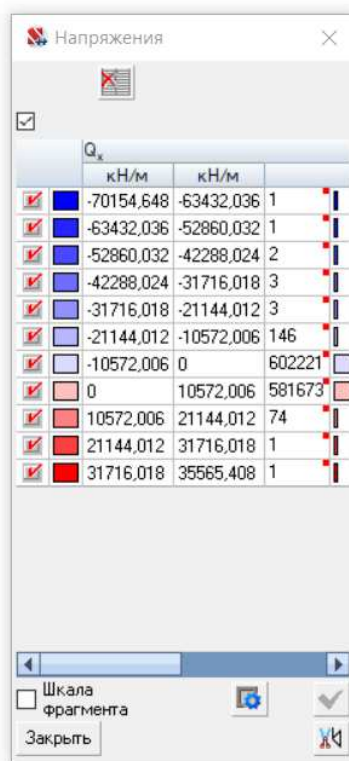 Напряжения
Qx
кН/м кН/м
-70154,648 -63432,036 1
-63432,036 -52860,032 1
-52860,032 -42288,024 2
-42288,024 -31716,018 3
-31716,018 -21144,012 3
-21144,012 -10572,006 146
-10572,006 0 602221
0 10572,006 581673
10572,006 21144,012 74
21144,012 31716,018 1
31716,018 35565,408 1
Шкала
фрагмента
Закрыть